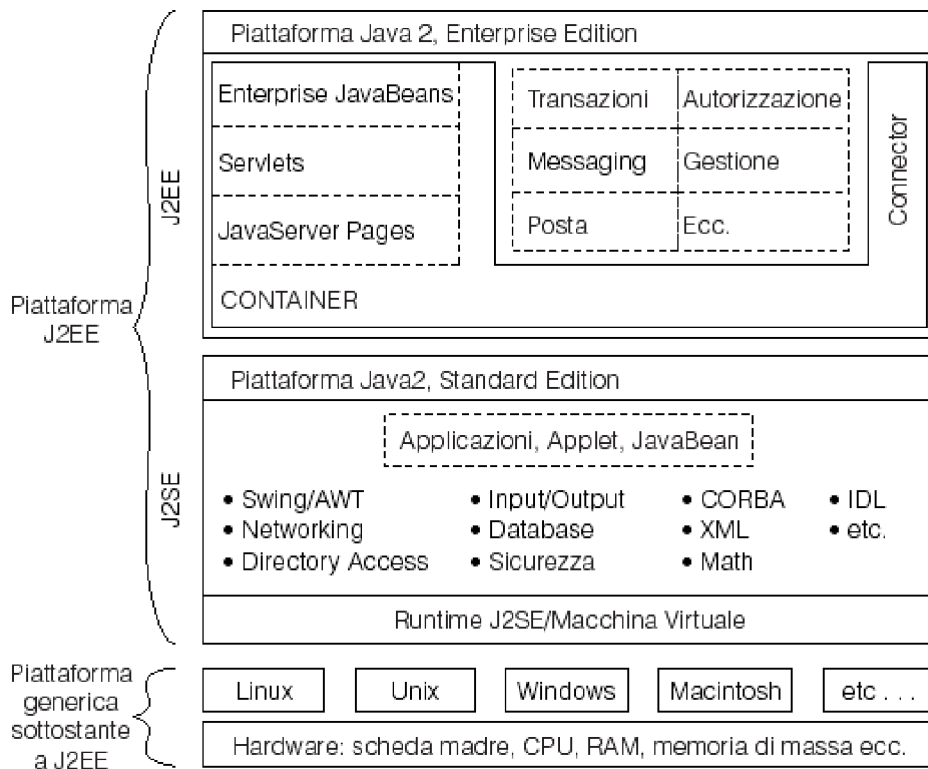 Piattaforma Java 2, Enterprise Edition
Enterprise JavaBeans
Servlets
JavaServer Pages
CONTAINER
Transazioni
Autorizzazione
Messaging
Gestione
Posta
Ecc.
Connector
J2EE
Piattaforma
J2EE
Piattaforma Java2, Standard Edition
Applicazioni, Applet, JavaBean
• Swing/AWT
• Networking
• Directory Access
• Input/Output
• Database
• Sicurezza
• CORBA
• XML
• Math
• IDL
• etc.
J2SE
Runtime J2SE/Macchina Virtuale
Piattaforma
generica
sottostante
a J2EE
Linux
Unix
Windows
Macintosh
etc . . .
Hardware: scheda madre, CPU, RAM, memoria di massa ecc.